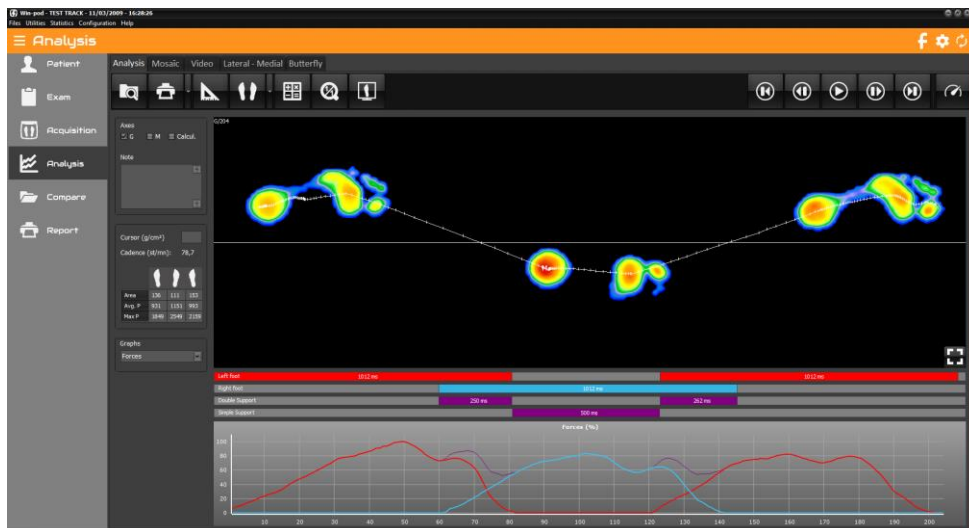 Win-pod - TEST TRACK - 11/03/2009 - 16:28:26
Files Utilities Statistics Configuration Help
Analysis
Patient
Exam
Acquisition
Analysis
Compare
Report
Analysis Mosaic Video Lateral - Medial Butterfly
Axes
G M Calcul.
Note
Cursor (g/cm²)
Cadence (st/mn): 78,7
Area 136 111 153
Avg. P 931 1151 993
Max P 1846 2549 2159
Graphs
Forces
G/204
Left foot 1012 ms 1012 ms
Right foot 1012 ms
Double Support 250 ms 262 ms
Simple Support 500 ms
Forces (%)
100
80
60
40
20
0
10 20 30 40 50 60 70 80 90 100 110 120 130 140 150 160 170 180 190 200